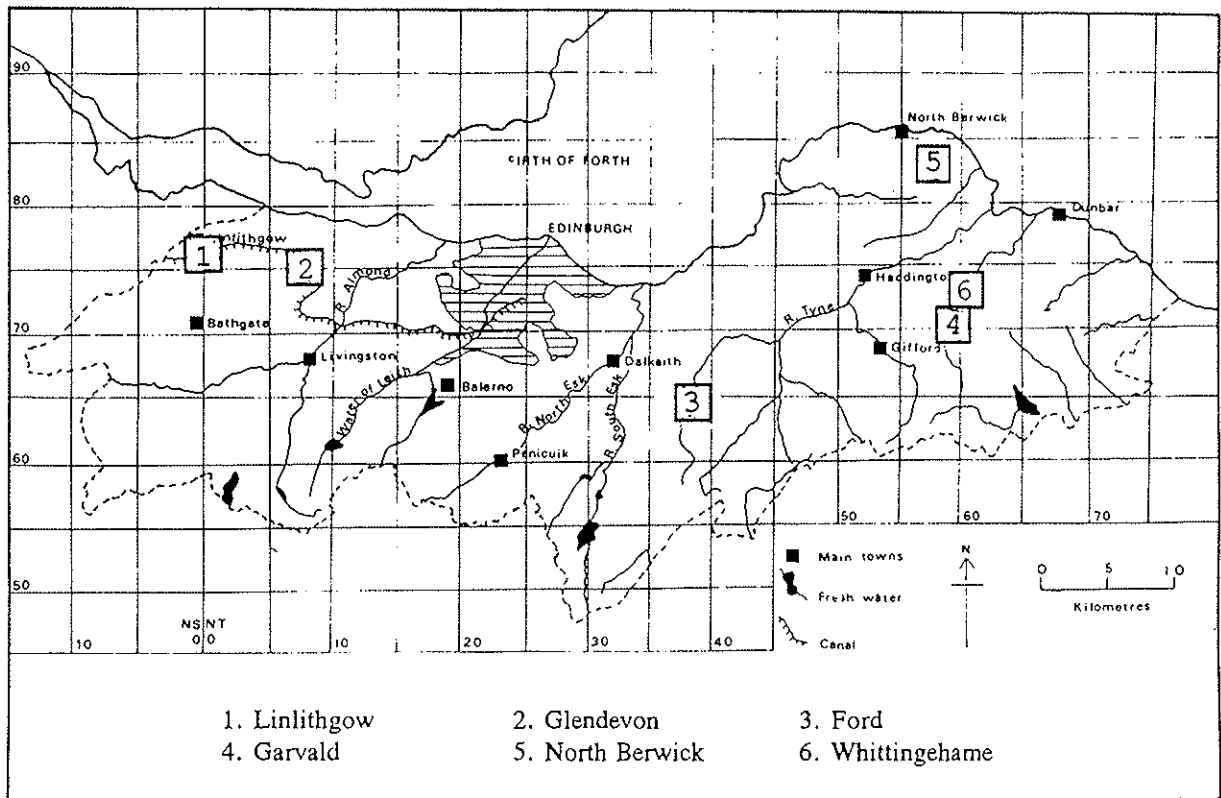 90
North Berwick
5
FIRTH OF FORTH
80
Dunbar
EDINBURGH
1
inlithgow
2
R. Almond
Haddington
6
70
Bathgate
R. Tyne
4
Gifford
Livingston
Dalkeith
Balerno
Water of Leith
R. North Esk
R. South Esk
3
60
Penicuik
50 60 70
Main towns
N
0 5 10
Fresh water
Kilometres
50
NS NT
10 00 10 20 30 40
Canal
1. Linlithgow 2. Glendevon 3. Ford
4. Garvald 5. North Berwick 6. Whittingehame